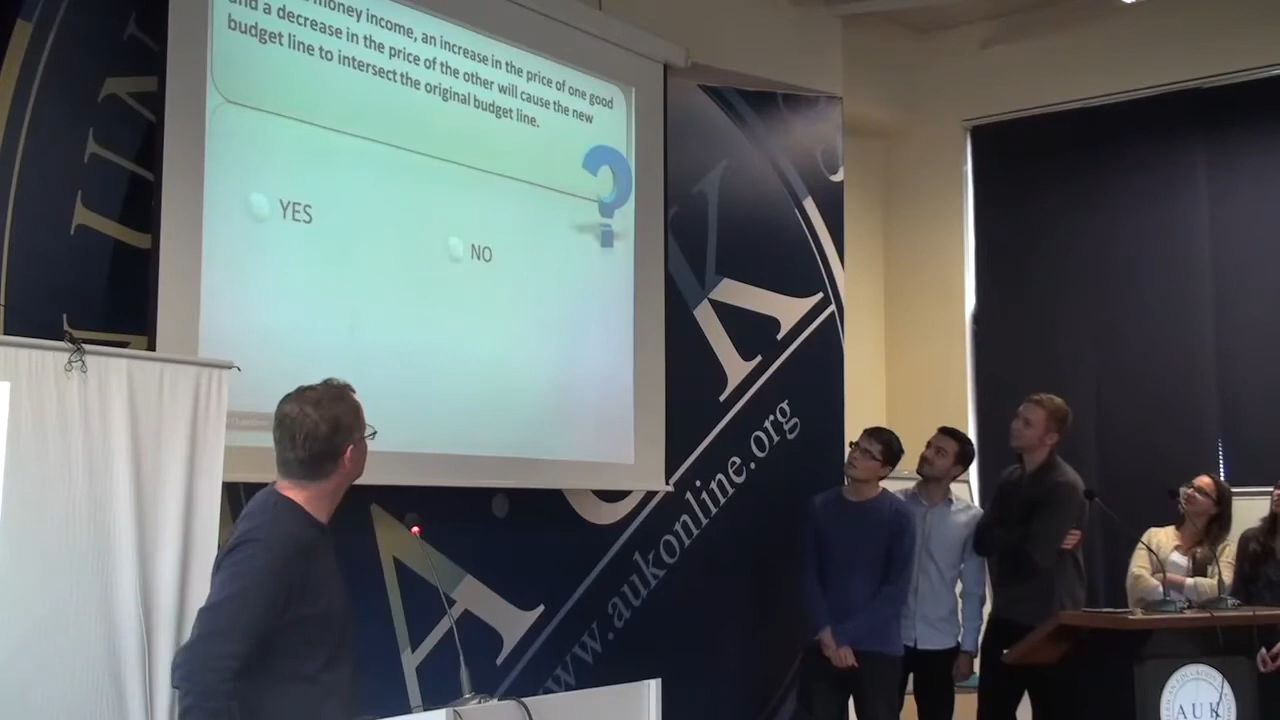 money income, an increase in the price of one good
and a decrease in the price of the other will cause the new
budget line to intersect the original budget line.
?
YES
NO
A
K
www.aukonline.org
AUK